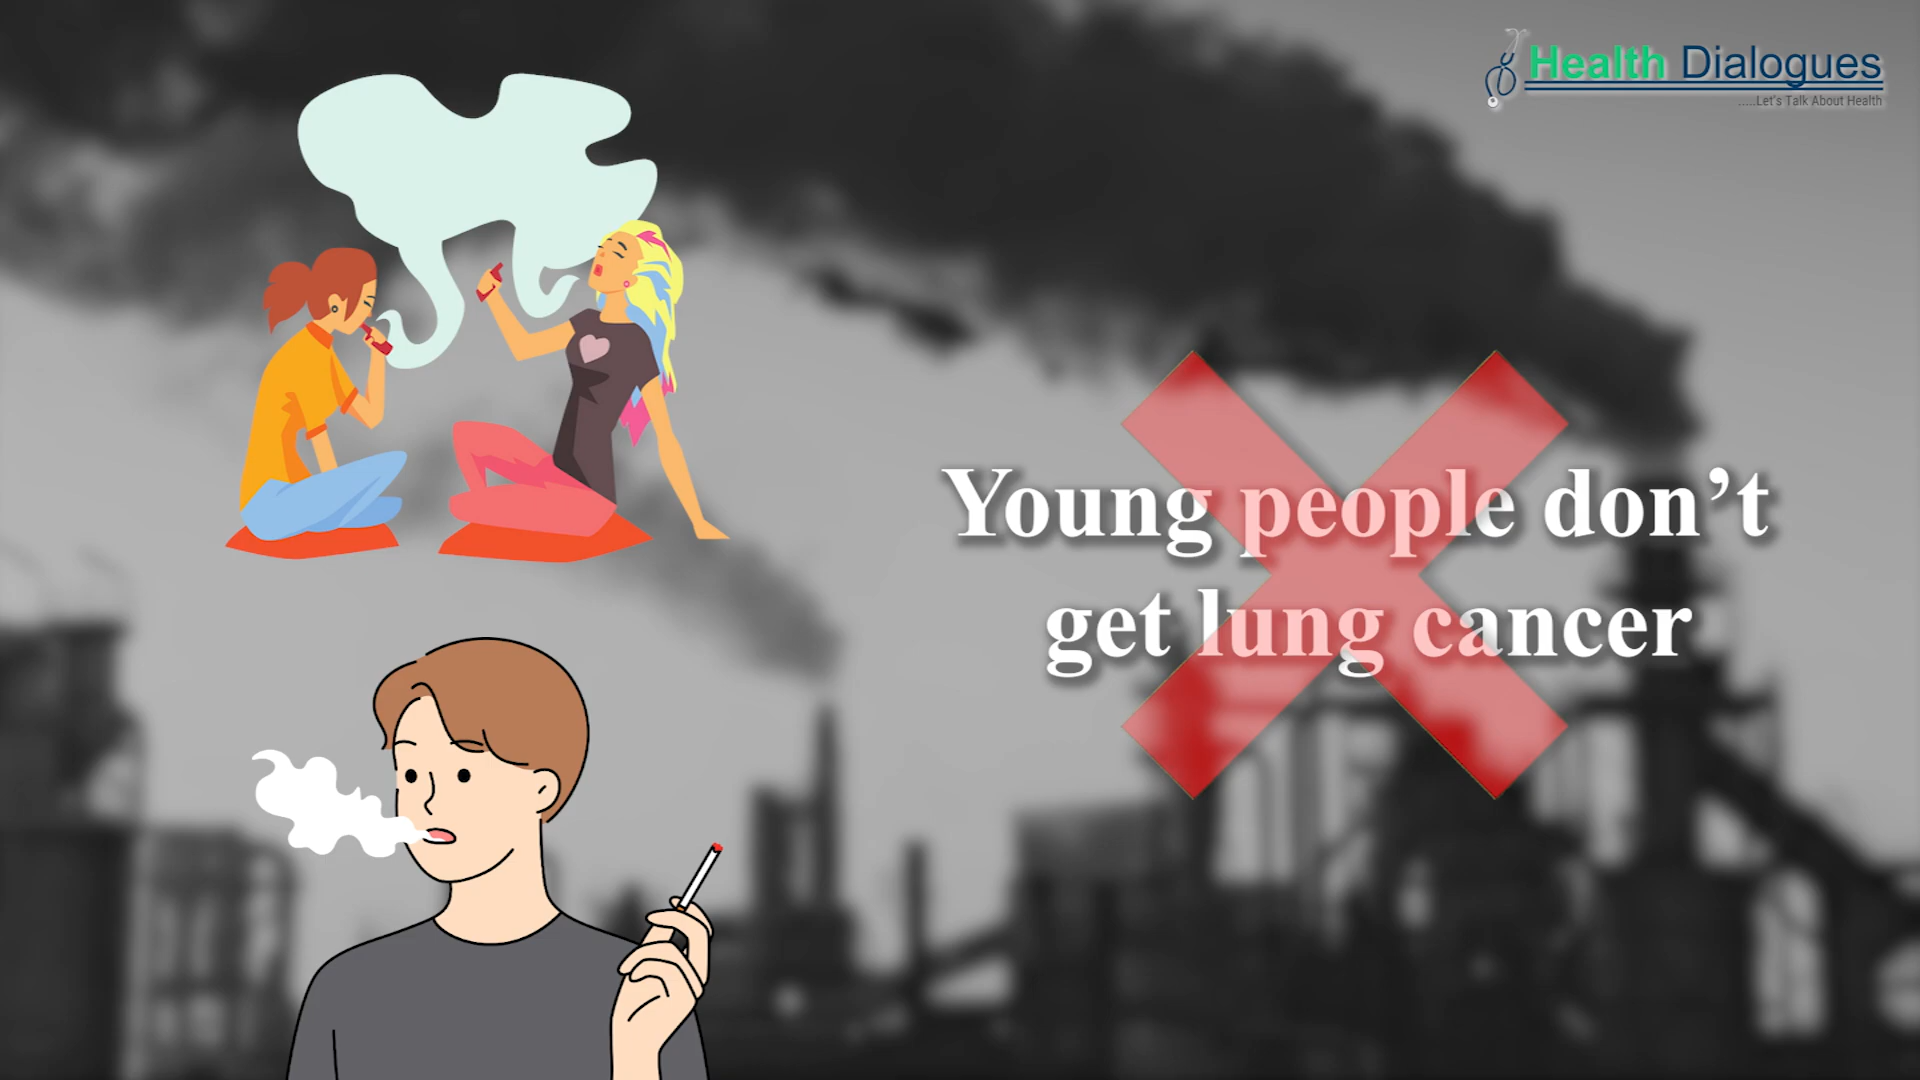 Health Dialogues
.....Let's Talk About Health
Young people don’t
get lung cancer